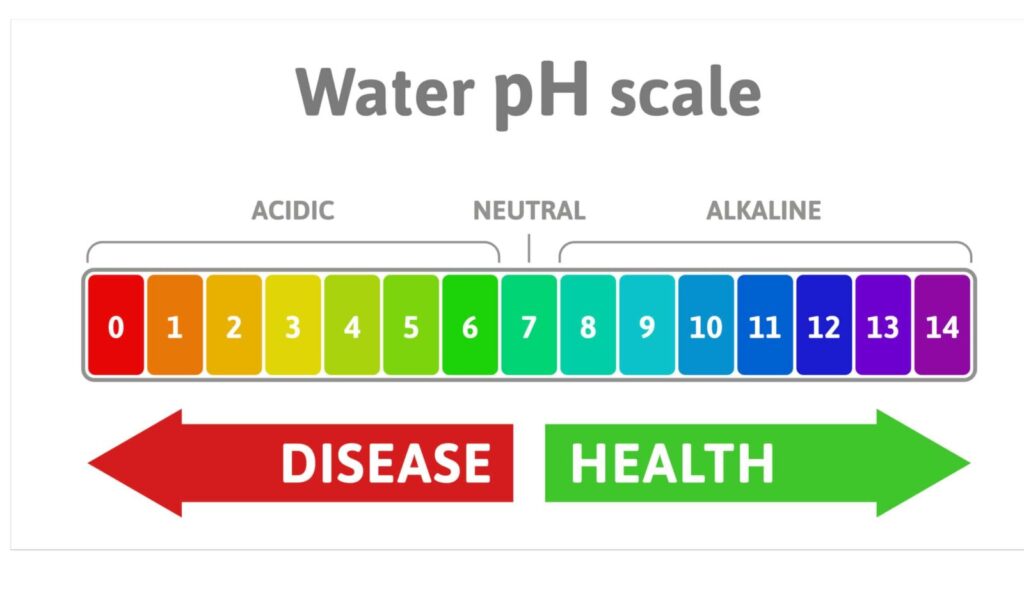 Water pH scale
ACIDIC NEUTRAL ALKALINE
0 1 2 3 4 5 6 7 8 9 10 11 12 13 14
DISEASE HEALTH